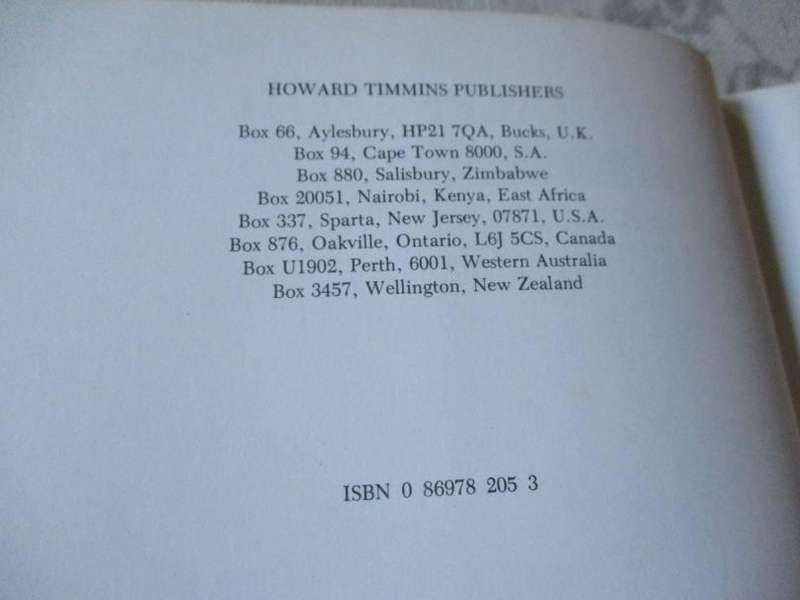 HOWARD TIMMINS PUBLISHERS
Box 66, Aylesbury, HP21 7QA, Bucks, U.K.
Box 94, Cape Town 8000, S.A.
Box 880, Salisbury, Zimbabwe
Box 20051, Nairobi, Kenya, East Africa
Box 337, Sparta, New Jersey, 07871, U.S.A.
Box 876, Oakville, Ontario, L6J 5CS, Canada
Box U1902, Perth, 6001, Western Australia
Box 3457, Wellington, New Zealand
ISBN 0 86978 205 3